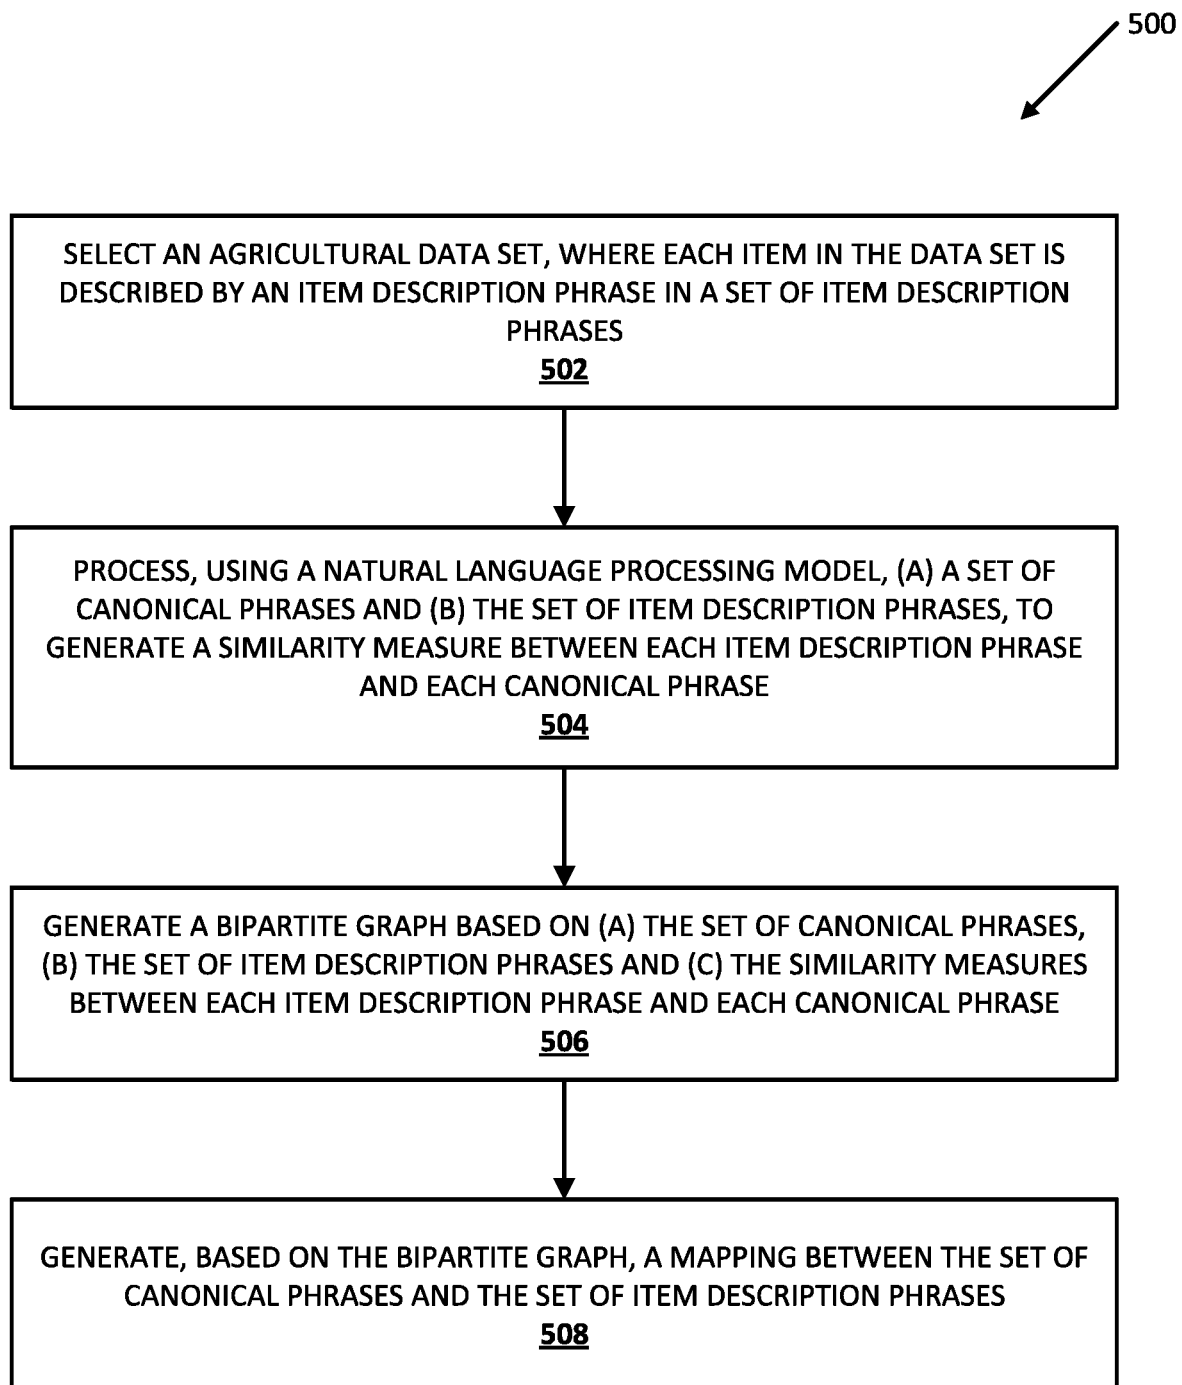 500
SELECT AN AGRICULTURAL DATA SET, WHERE EACH ITEM IN THE DATA SET IS
DESCRIBED BY AN ITEM DESCRIPTION PHRASE IN A SET OF ITEM DESCRIPTION
PHRASES
502
PROCESS, USING A NATURAL LANGUAGE PROCESSING MODEL, (A) A SET OF
CANONICAL PHRASES AND (B) THE SET OF ITEM DESCRIPTION PHRASES, TO
GENERATE A SIMILARITY MEASURE BETWEEN EACH ITEM DESCRIPTION PHRASE
AND EACH CANONICAL PHRASE
504
GENERATE A BIPARTITE GRAPH BASED ON (A) THE SET OF CANONICAL PHRASES,
(B) THE SET OF ITEM DESCRIPTION PHRASES AND (C) THE SIMILARITY MEASURES
BETWEEN EACH ITEM DESCRIPTION PHRASE AND EACH CANONICAL PHRASE
506
GENERATE, BASED ON THE BIPARTITE GRAPH, A MAPPING BETWEEN THE SET OF
CANONICAL PHRASES AND THE SET OF ITEM DESCRIPTION PHRASES
508